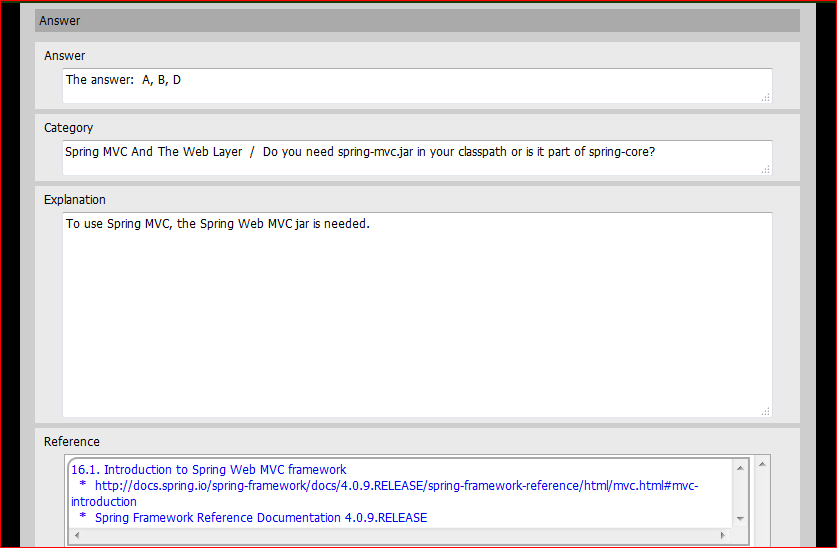 Answer
Answer
The answer:  A, B, D
Category
Spring MVC And The Web Layer  /  Do you need spring-mvc.jar in your classpath or is it part of spring-core?
Explanation
To use Spring MVC, the Spring Web MVC jar is needed.
Reference
16.1. Introduction to Spring Web MVC framework
*  http://docs.spring.io/spring-framework/docs/4.0.9.RELEASE/spring-framework-reference/html/mvc.html#mvc-
introduction
*  Spring Framework Reference Documentation 4.0.9.RELEASE